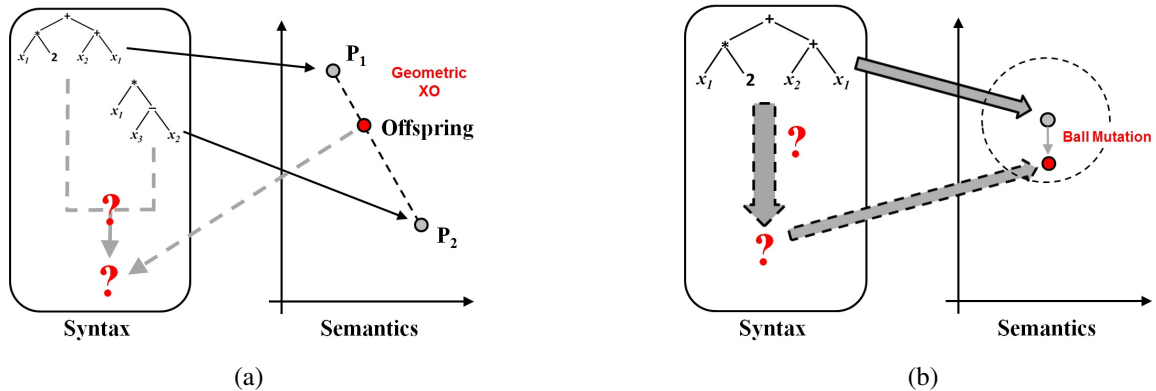 +
* +
x1 2 x2 x1
*
x1 −
x3 x2
?
?
P1
Geometric
XO
Offspring
P2
Syntax
Semantics
(a)
+
* +
x1 2 x2 x1
?
?
Ball Mutation
Syntax
Semantics
(b)